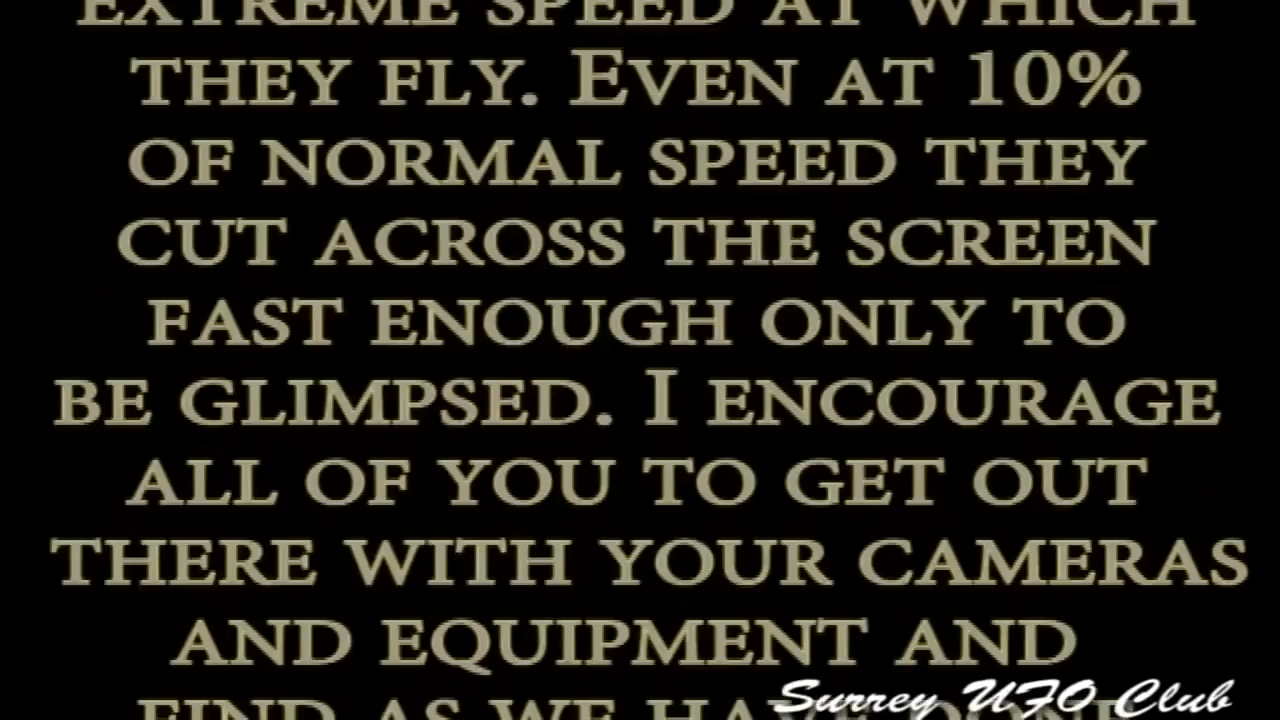 EXTREME SPEED AT WHICH
THEY FLY. EVEN AT 10%
OF NORMAL SPEED THEY
CUT ACROSS THE SCREEN
FAST ENOUGH ONLY TO
BE GLIMPSED. I ENCOURAGE
ALL OF YOU TO GET OUT
THERE WITH YOUR CAMERAS
AND EQUIPMENT AND
FIND AS WE HAVE DONE
Surrey UFO Club